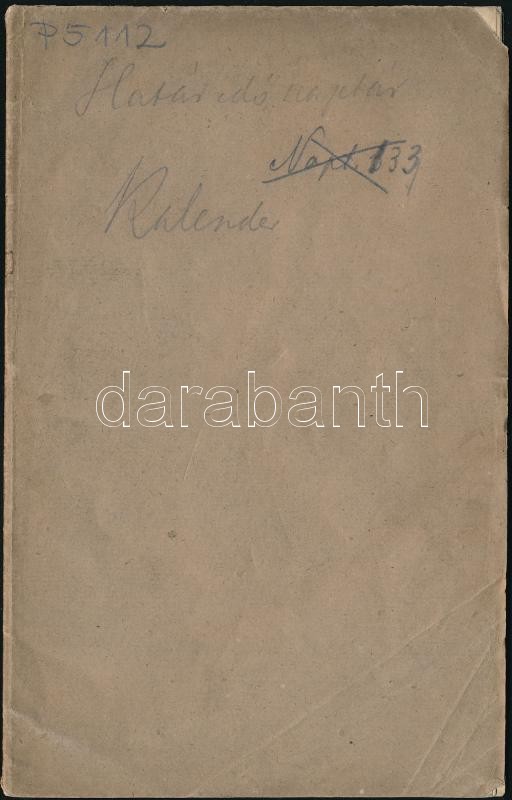 P5112
Határidő naptár
Napt. 133
Kalender
darabanth